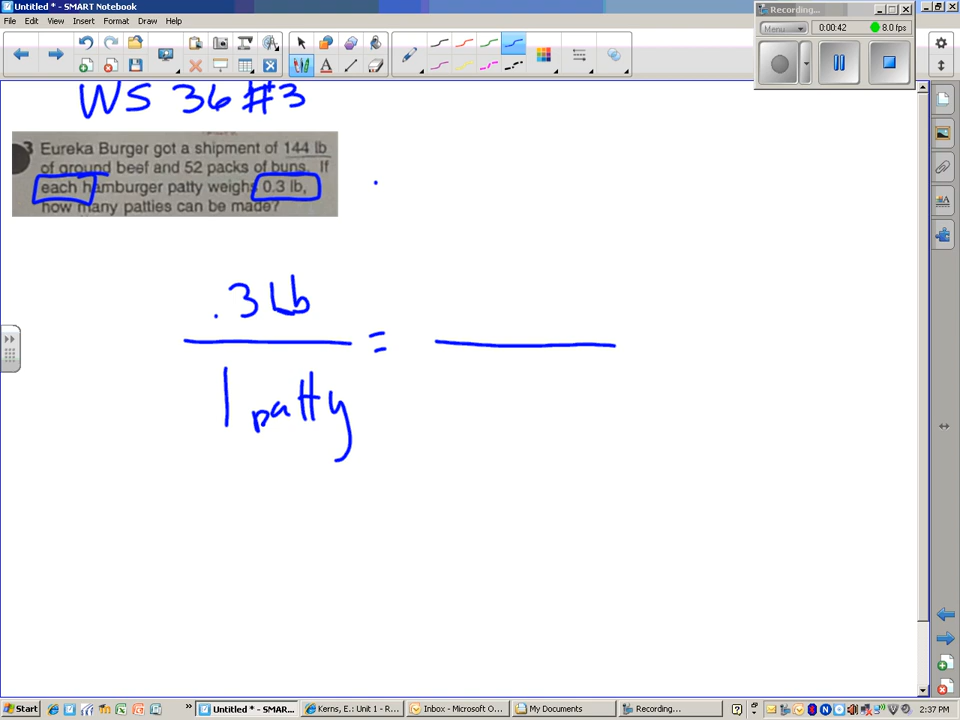 Untitled * - SMART Notebook
File Edit View Insert Format Draw Help
Recording...
Menu 0:00:42 8.0 fps
WS 36 #3
3 Eureka Burger got a shipment of 144 lb
of ground beef and 52 packs of buns. If
each hamburger patty weighs 0.3 lb,
how many patties can be made?
.3 Lb
=
1 patty
Start Untitled * - SMAR... Kerns, E.: Unit 1 - R... Inbox - Microsoft O... My Documents Recording... 2:37 PM